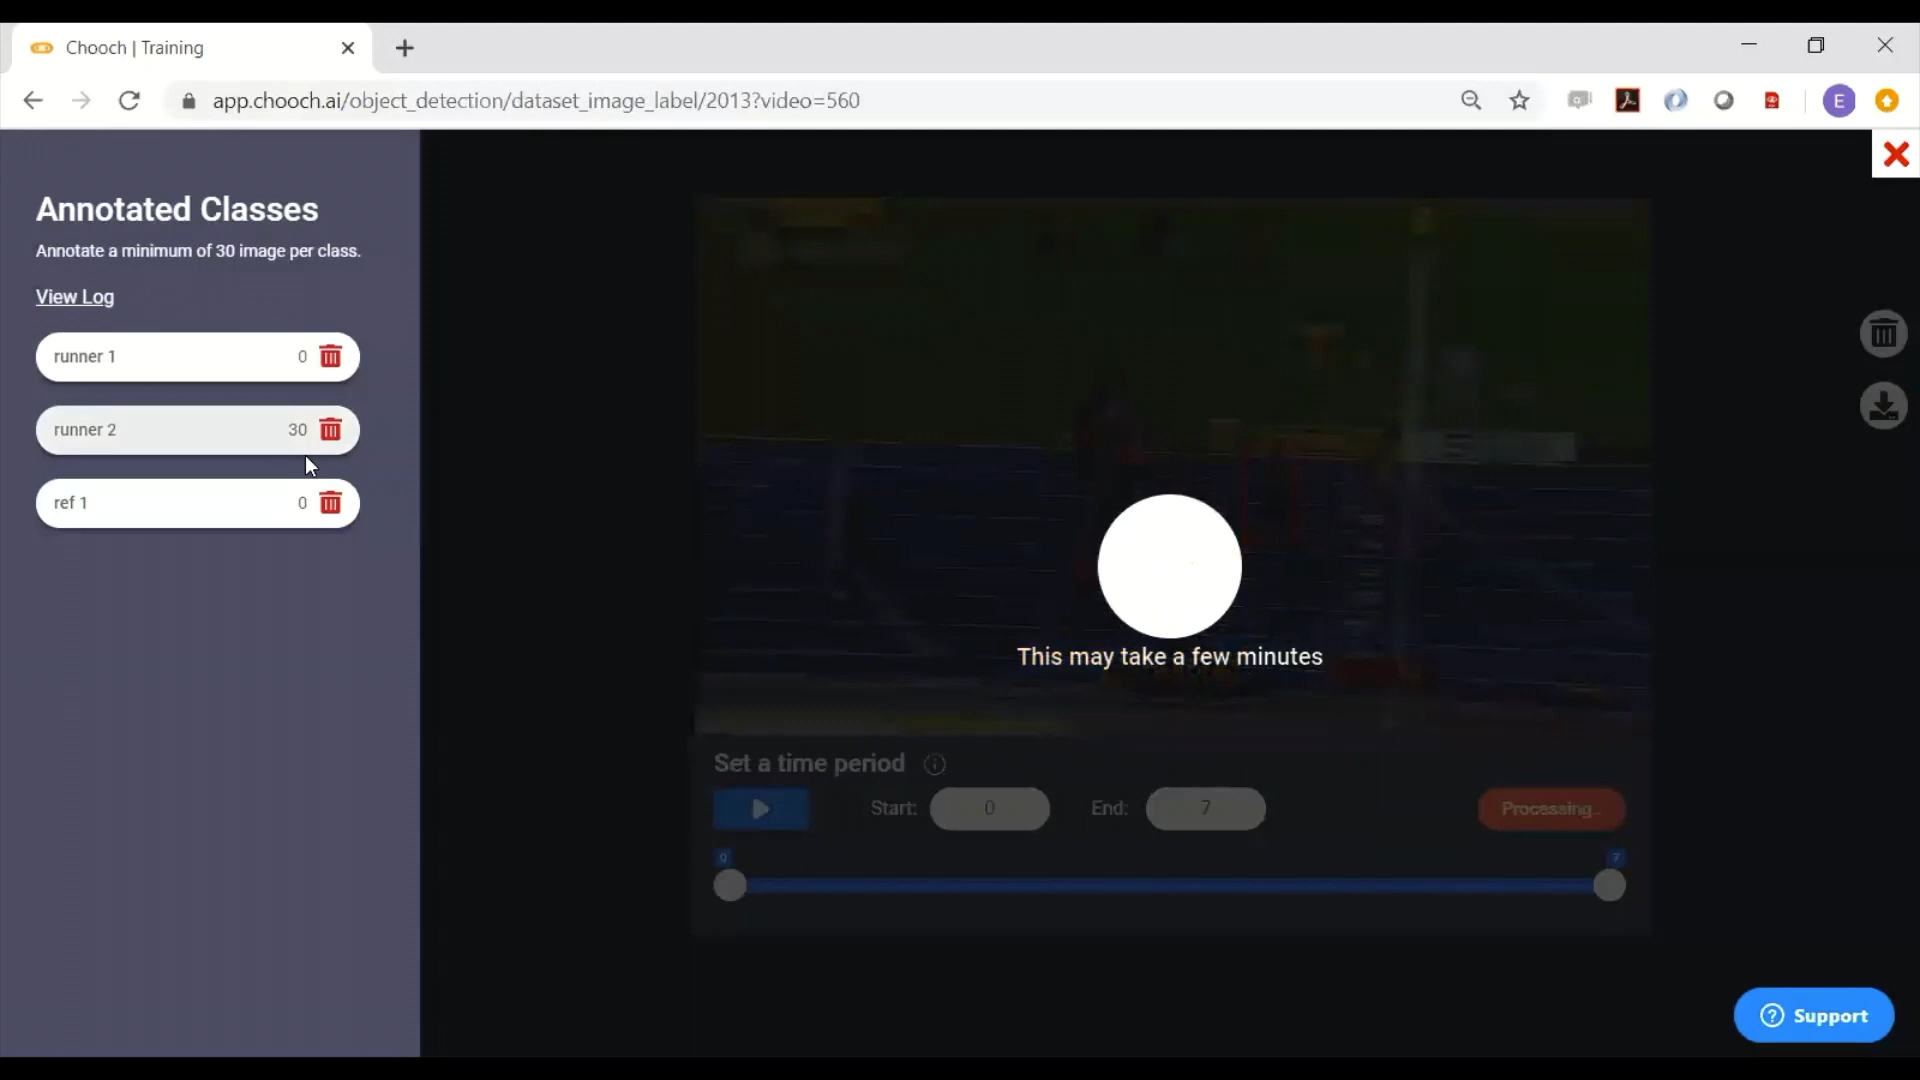 Chooch | Training
app.chooch.ai/object_detection/dataset_image_label/2013?video=560
E
Annotated Classes
Annotate a minimum of 30 image per class.
View Log
runner 1 0
runner 2 30
ref 1 0
This may take a few minutes
Set a time period
Start: 0 End: 7 Processing..
0 7
Support